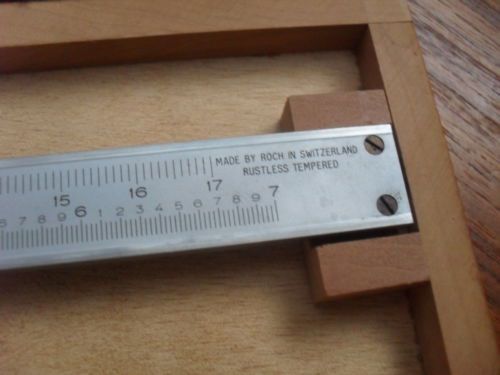 MADE BY ROCH IN SWITZERLAND
RUSTLESS TEMPERED
15 16 17
6 7 8 9 6 1 2 3 4 5 6 7 8 9 7